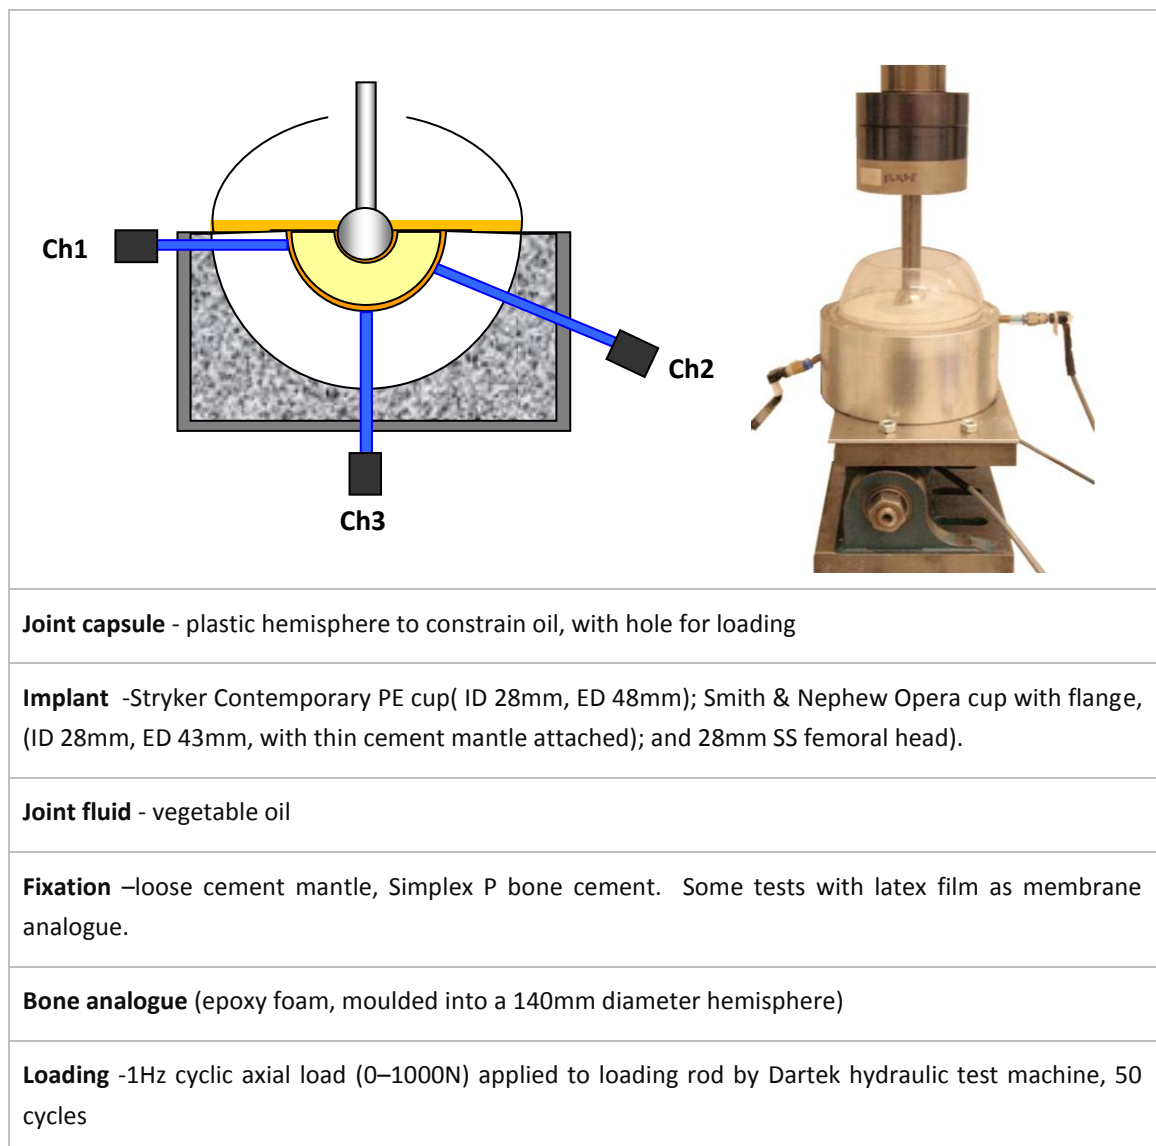 Ch1
Ch2
Ch3
Joint capsule - plastic hemisphere to constrain oil, with hole for loading
Implant -Stryker Contemporary PE cup( ID 28mm, ED 48mm); Smith & Nephew Opera cup with flange,
(ID 28mm, ED 43mm, with thin cement mantle attached); and 28mm SS femoral head).
Joint fluid - vegetable oil
Fixation –loose cement mantle, Simplex P bone cement. Some tests with latex film as membrane
analogue.
Bone analogue (epoxy foam, moulded into a 140mm diameter hemisphere)
Loading -1Hz cyclic axial load (0–1000N) applied to loading rod by Dartek hydraulic test machine, 50
cycles